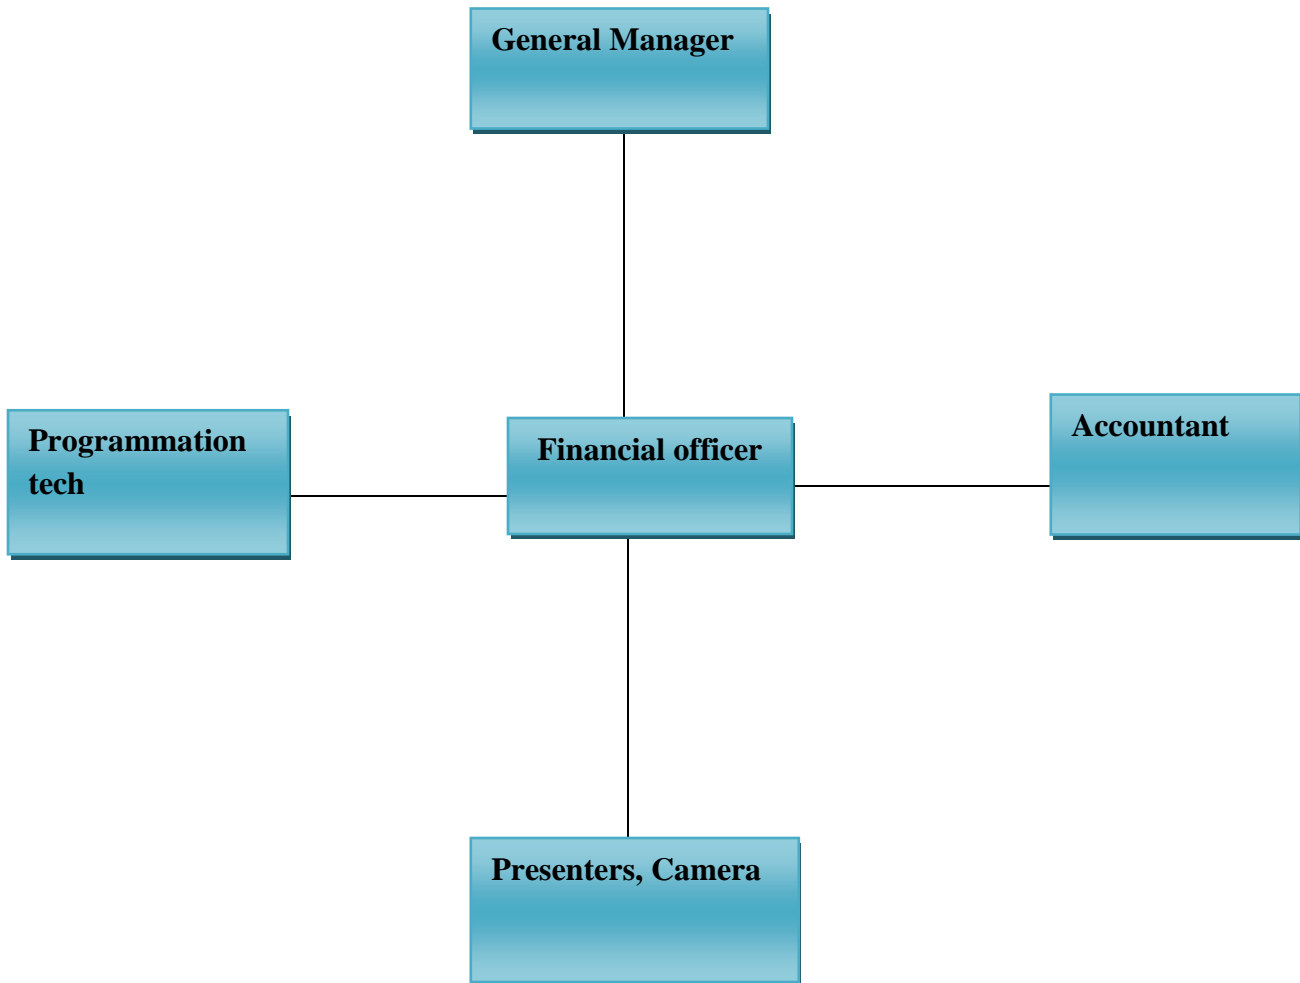 General Manager
Programmation
tech
Financial officer
Accountant
Presenters, Camera